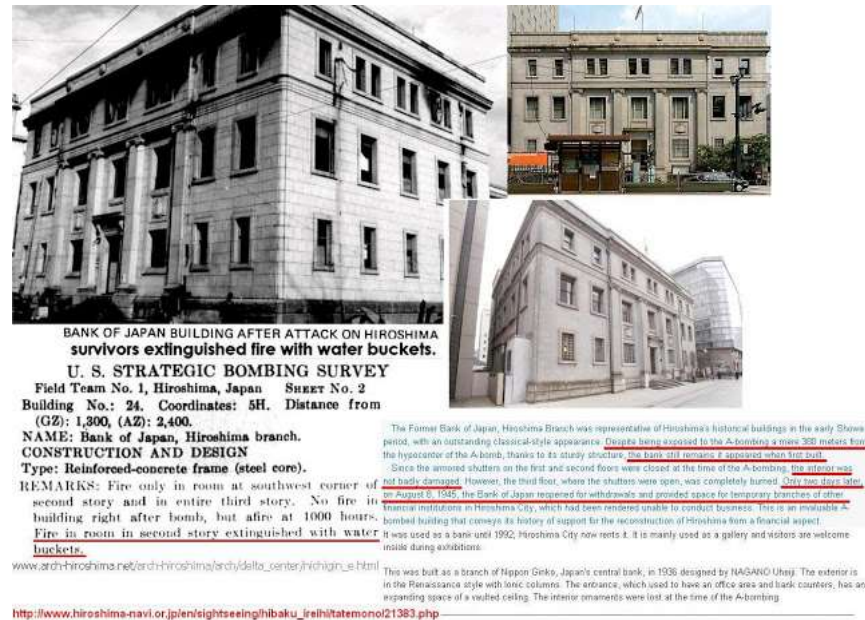 BANK OF JAPAN BUILDING AFTER ATTACK ON HIROSHIMA
survivors extinguished fire with water buckets.
U. S. STRATEGIC BOMBING SURVEY
Field Team No. 1, Hiroshima, Japan SHEET No. 2
Building No.: 24. Coordinates: 5H. Distance from
(GZ): 1,300, (AZ): 2,400.
NAME: Bank of Japan, Hiroshima branch.
CONSTRUCTION AND DESIGN
Type: Reinforced-concrete frame (steel core).
REMARKS: Fire only in room at southwest corner of
second story and in entire third story. No fire in
building right after bomb, but afire at 1000 hours.
Fire in room in second story extinguished with water
buckets.
www.arch-hiroshima.net/arch-hiroshima/arch/delta_center/nichigin_e.html
The Former Bank of Japan, Hiroshima Branch was representative of Hiroshima's historical buildings in the early Showa
period, with an outstanding classical-style appearance. Despite being exposed to the A-bombing a mere 380 meters from
the hypocenter of the A-bomb, thanks to its sturdy structure, the bank still remains it appeared when first built.
Since the armored shutters on the first and second floors were closed at the time of the A-bombing, the interior was
not badly damaged. However, the third floor, where the shutters were open, was completely burned. Only two days later,
on August 8, 1945, the Bank of Japan reopened for withdrawals and provided space for temporary branches of other
financial institutions in Hiroshima City, which had been rendered unable to conduct business. This is an invaluable A-
bombed building that conveys its history of support for the reconstruction of Hiroshima from a financial aspect.
It was used as a bank until 1992; Hiroshima City now rents it. It is mainly used as a gallery and visitors are welcome
inside during exhibitions.
This was built as a branch of Nippon Ginko, Japan's central bank, in 1936 designed by NAGANO Uheiji. The exterior is
in the Renaissance style with Ionic columns. The entrance, which used to have an office area and bank counters, has an
expanding space of a vaulted ceiling. The interior ornaments were lost at the time of the A-bombing.
http://www.hiroshima-navi.or.jp/en/sightseeing/hibaku_ireihi/tatemono/21383.php